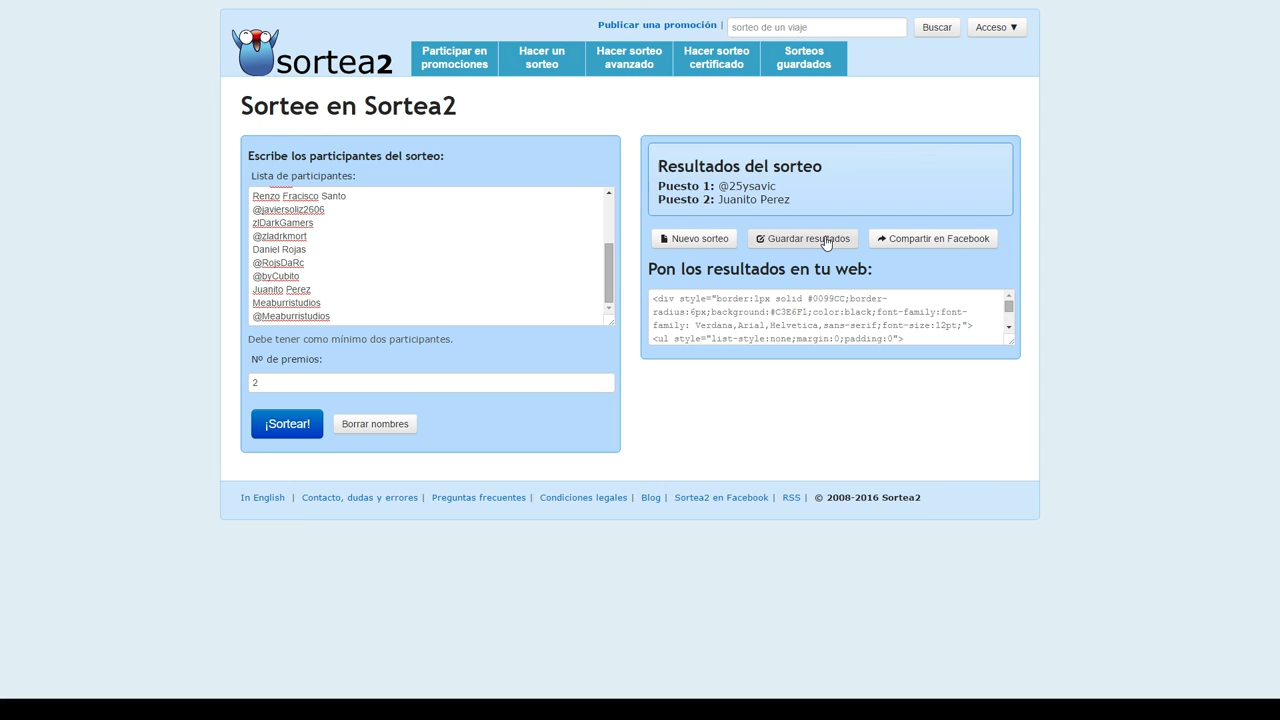 Publicar una promoción |
sorteo de un viaje
Buscar
Acceso ▼
sortea2
Participar en promociones
Hacer un sorteo
Hacer sorteo avanzado
Hacer sorteo certificado
Sorteos guardados
Sortee en Sortea2
Escribe los participantes del sorteo:
Lista de participantes:
Renzo Fracisco Santo
@javiersoliz2606
zlDarkGamers
@zladrkmort
Daniel Rojas
@RojsDaRc
@byCubito
Juanito Perez
Meaburristudios
@Meaburristudios
Debe tener como mínimo dos participantes.
Nº de premios:
2
¡Sortear!
Borrar nombres
Resultados del sorteo
Puesto 1: @25ysavic
Puesto 2: Juanito Perez
Nuevo sorteo
Guardar resultados
Compartir en Facebook
Pon los resultados en tu web:
<div style="border:1px solid #0099CC;border-
radius:6px;background:#C3E6F1;color:black;font-family:font-
family: Verdana,Arial,Helvetica,sans-serif;font-size:12pt;">
<ul style="list-style:none;margin:0;padding:0">
In English | Contacto, dudas y errores | Preguntas frecuentes | Condiciones legales | Blog | Sortea2 en Facebook | RSS | © 2008-2016 Sortea2